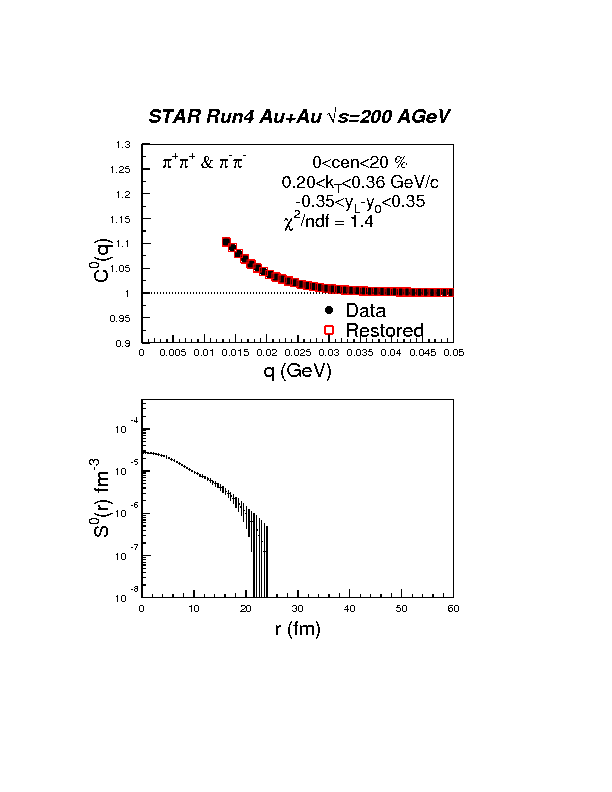 STAR Run4 Au+Au √s=200 AGeV
π⁺π⁺ & π⁻π⁻
0<cen<20 %
0.20<k_T<0.36 GeV/c
-0.35<y_L-y_0<0.35
χ²/ndf = 1.4
1.3
1.25
1.2
1.15
1.1
1.05
1
0.95
0.9
C⁰(q)
Data
Restored
0 0.005 0.01 0.015 0.02 0.025 0.03 0.035 0.04 0.045 0.05
q (GeV)
10⁻⁴
10⁻⁵
10⁻⁶
10⁻⁷
10⁻⁸
S⁰(r) fm⁻³
0 10 20 30 40 50 60
r (fm)